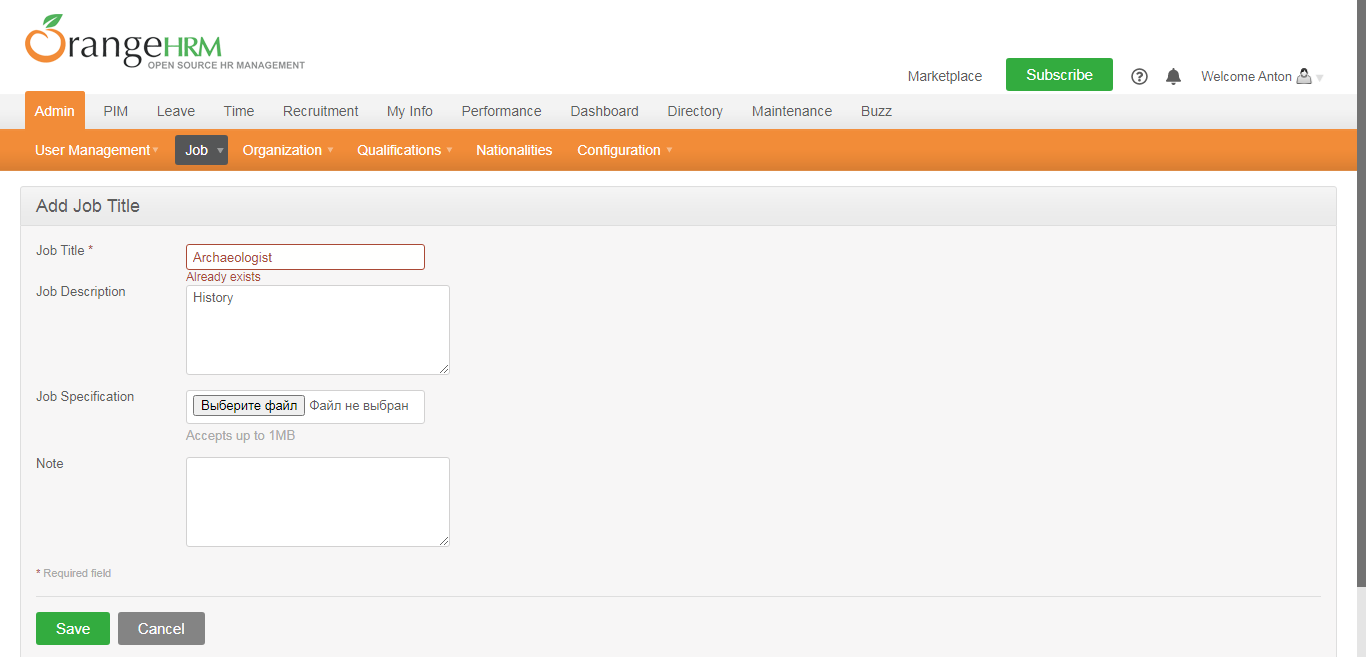 OrangeHRM
OPEN SOURCE HR MANAGEMENT
Marketplace
Subscribe
?
Welcome Anton
Admin PIM Leave Time Recruitment My Info Performance Dashboard Directory Maintenance Buzz
User Management Job Organization Qualifications Nationalities Configuration
Add Job Title
Job Title *
Archaeologist
Already exists
Job Description
History
Job Specification
Выберите файл Файл не выбран
Accepts up to 1MB
Note
* Required field
Save Cancel